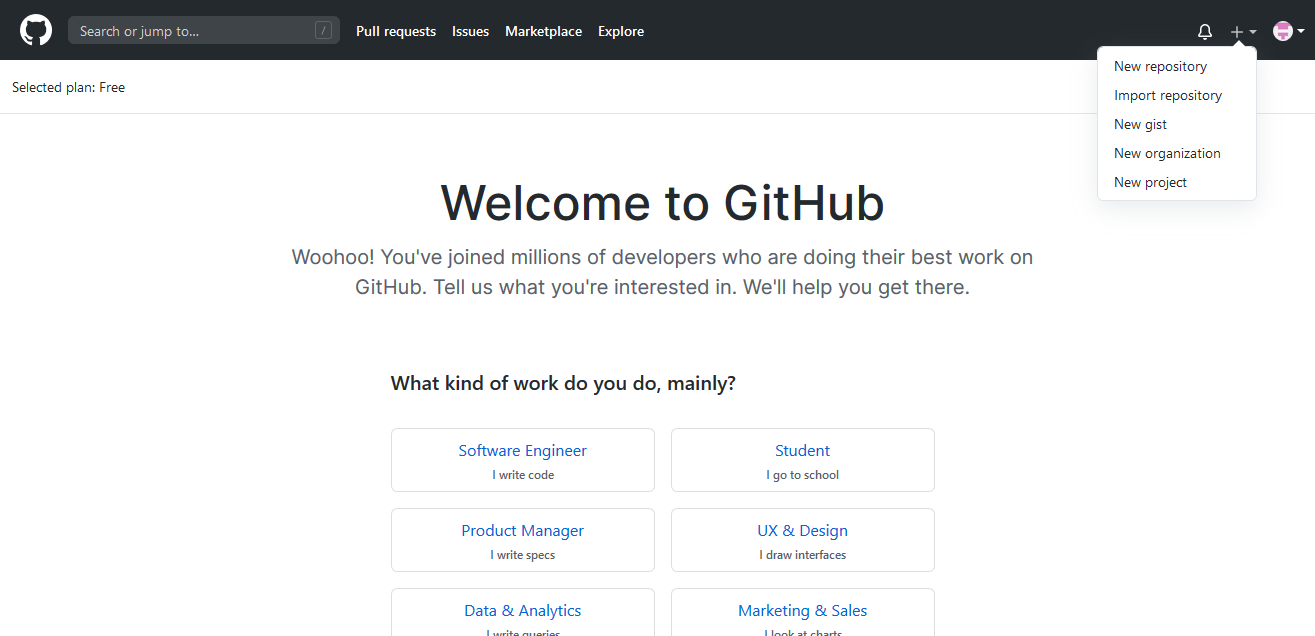 Search or jump to... /
Pull requests
Issues
Marketplace
Explore
New repository
Import repository
New gist
New organization
New project
Selected plan: Free
Welcome to GitHub
Woohoo! You've joined millions of developers who are doing their best work on
GitHub. Tell us what you're interested in. We'll help you get there.
What kind of work do you do, mainly?
Software Engineer
I write code
Student
I go to school
Product Manager
I write specs
UX & Design
I draw interfaces
Data & Analytics
I write queries
Marketing & Sales
I look at charts